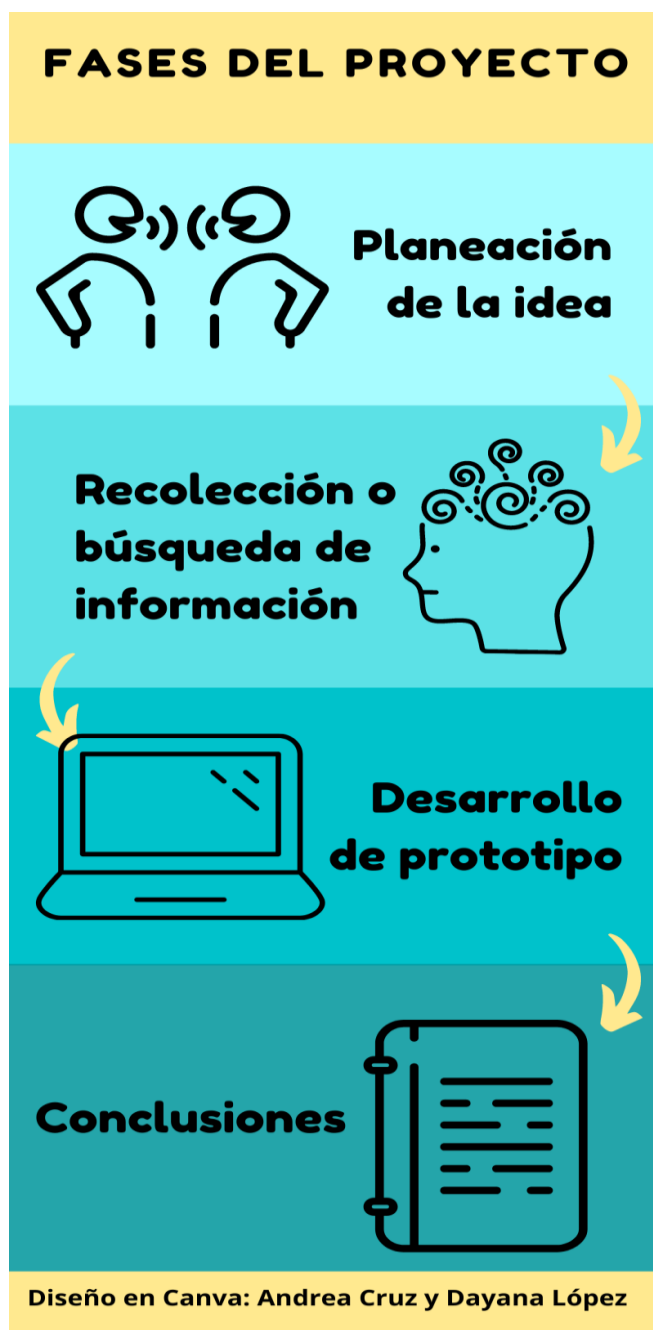 FASES DEL PROYECTO
Planeación
de la idea
Recolección o
búsqueda de
información
Desarrollo
de prototipo
Conclusiones
Diseño en Canva: Andrea Cruz y Dayana López